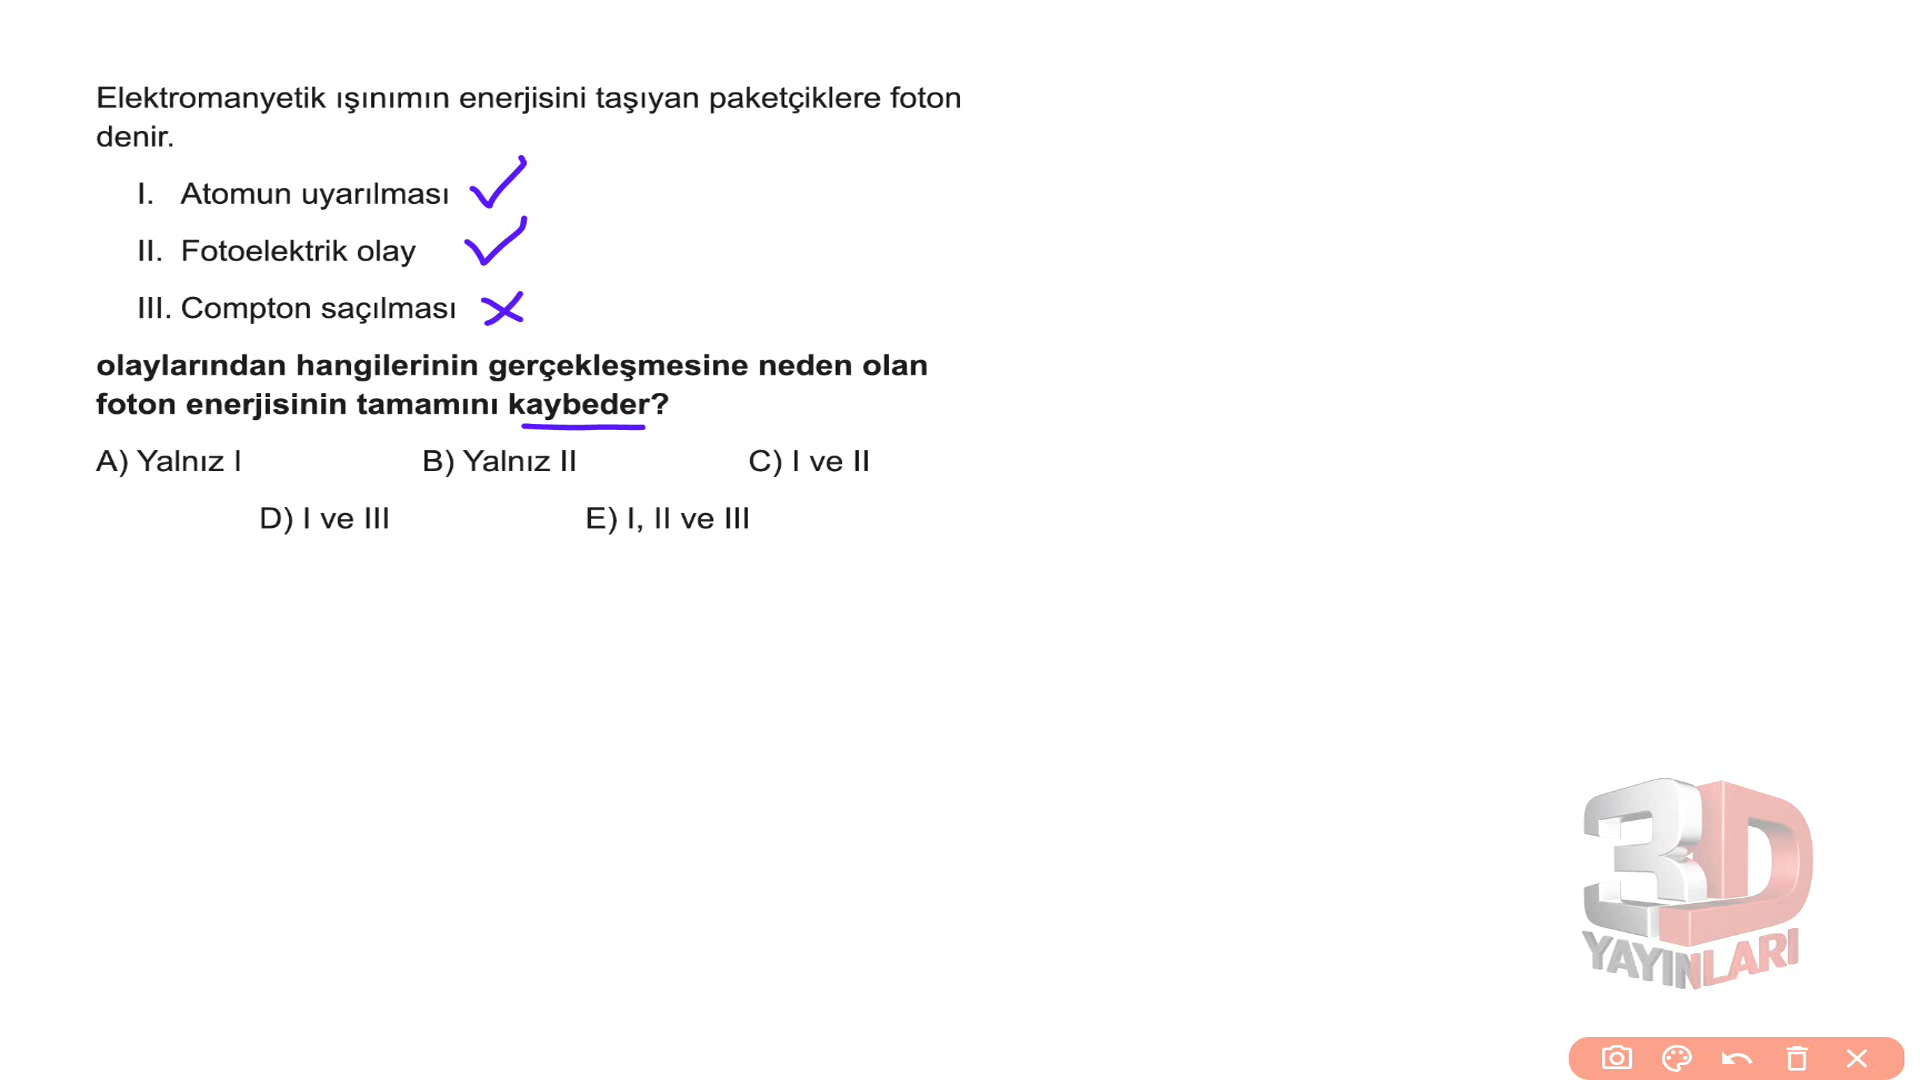 Elektromanyetik ışınımın enerjisini taşıyan paketçiklere foton
denir.
I. Atomun uyarılması
II. Fotoelektrik olay
III. Compton saçılması
olaylarından hangilerinin gerçekleşmesine neden olan
foton enerjisinin tamamını kaybeder?
A) Yalnız I B) Yalnız II C) I ve II
D) I ve III E) I, II ve III
3D
YAYINLARI